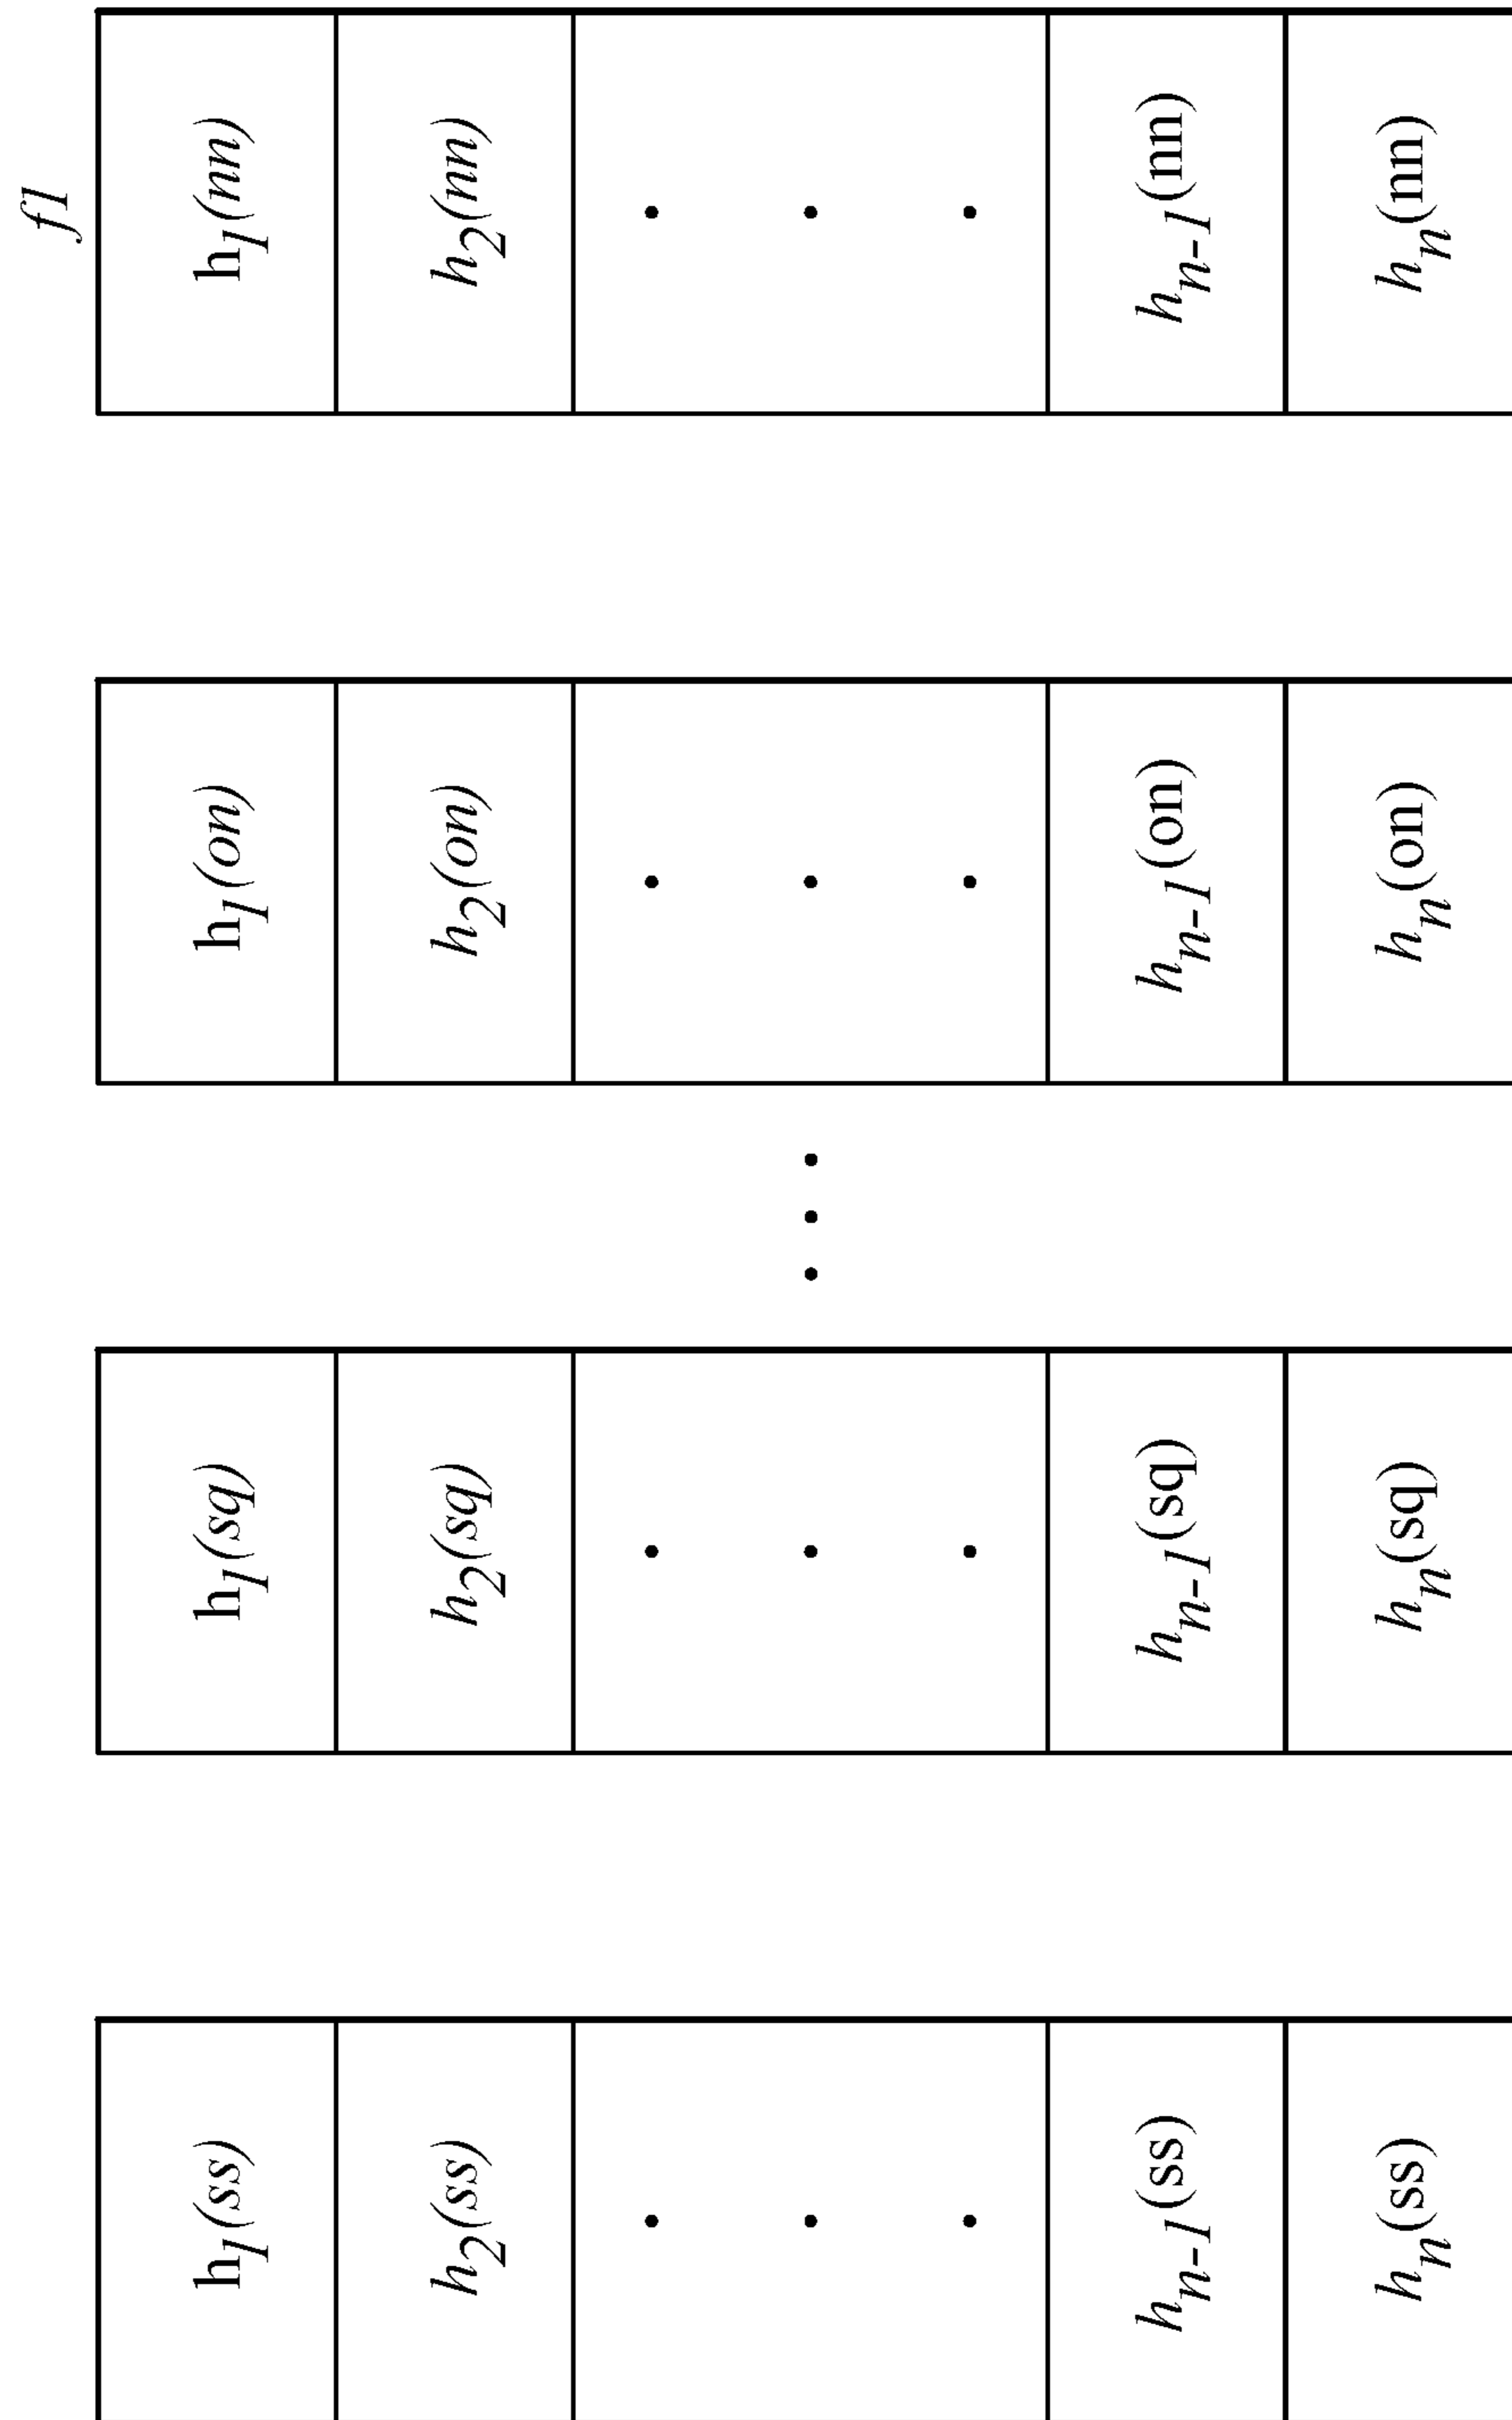 f1
h1(ss) h1(sq) h1(on) h1(nn)
h2(ss) h2(sq) h2(on) h2(nn)
. . . .
. . . . . . .
. . . .
hn-1(ss) hn-1(sq) hn-1(on) hn-1(nn)
hn(ss) hn(sq) hn(on) hn(nn)